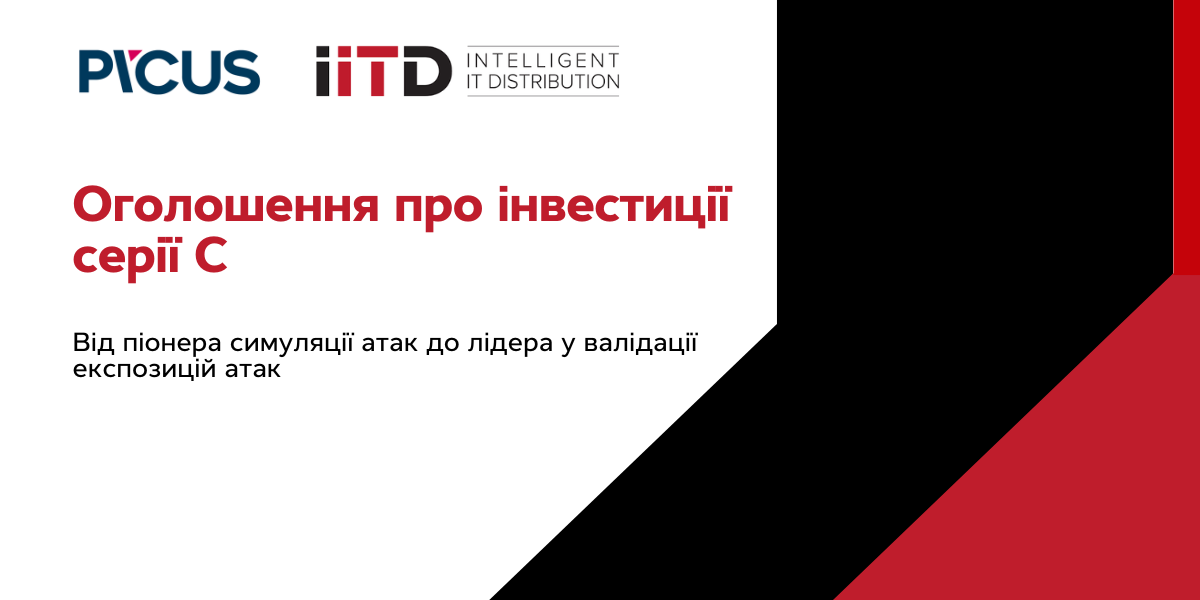 PICUS
iiTD
INTELLIGENT
IT DISTRIBUTION
Оголошення про інвестиції
серії C
Від піонера симуляції атак до лідера у валідації
експозицій атак